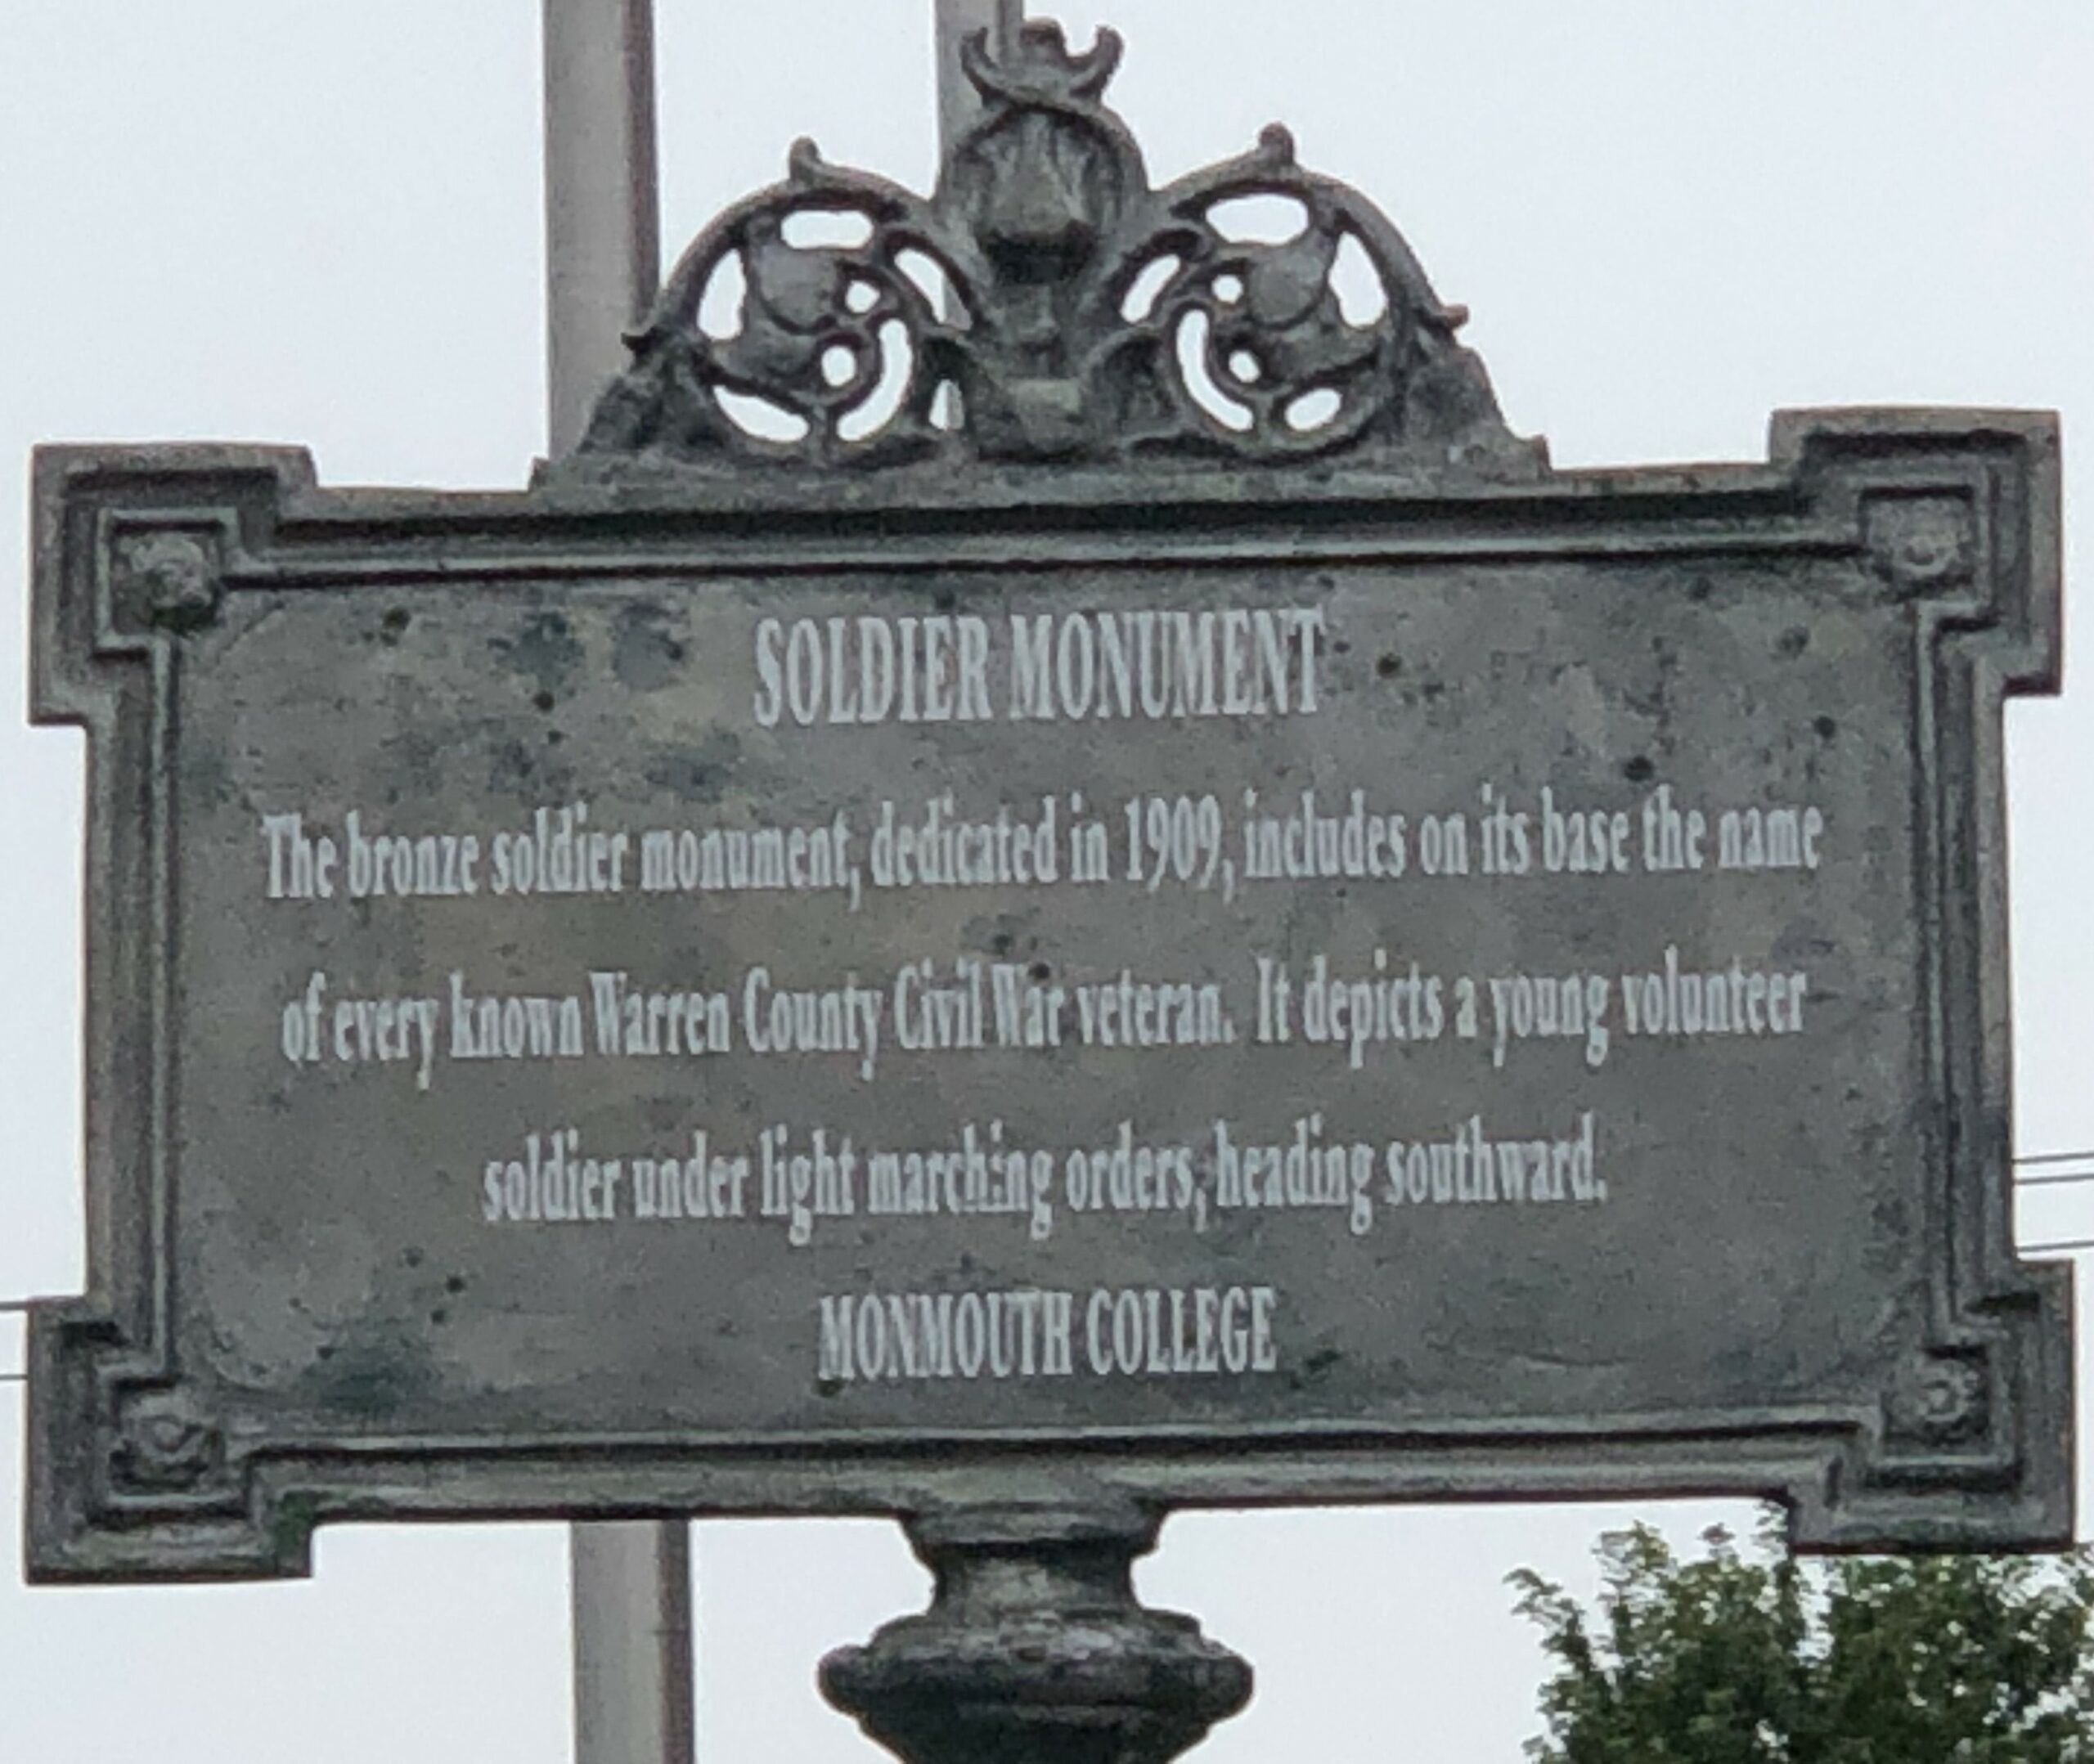 SOLDIER MONUMENT
The bronze soldier monument, dedicated in 1909, includes on its base the name
of every known Warren County Civil War veteran. It depicts a young volunteer
soldier under light marching orders, heading southward.
MONMOUTH COLLEGE